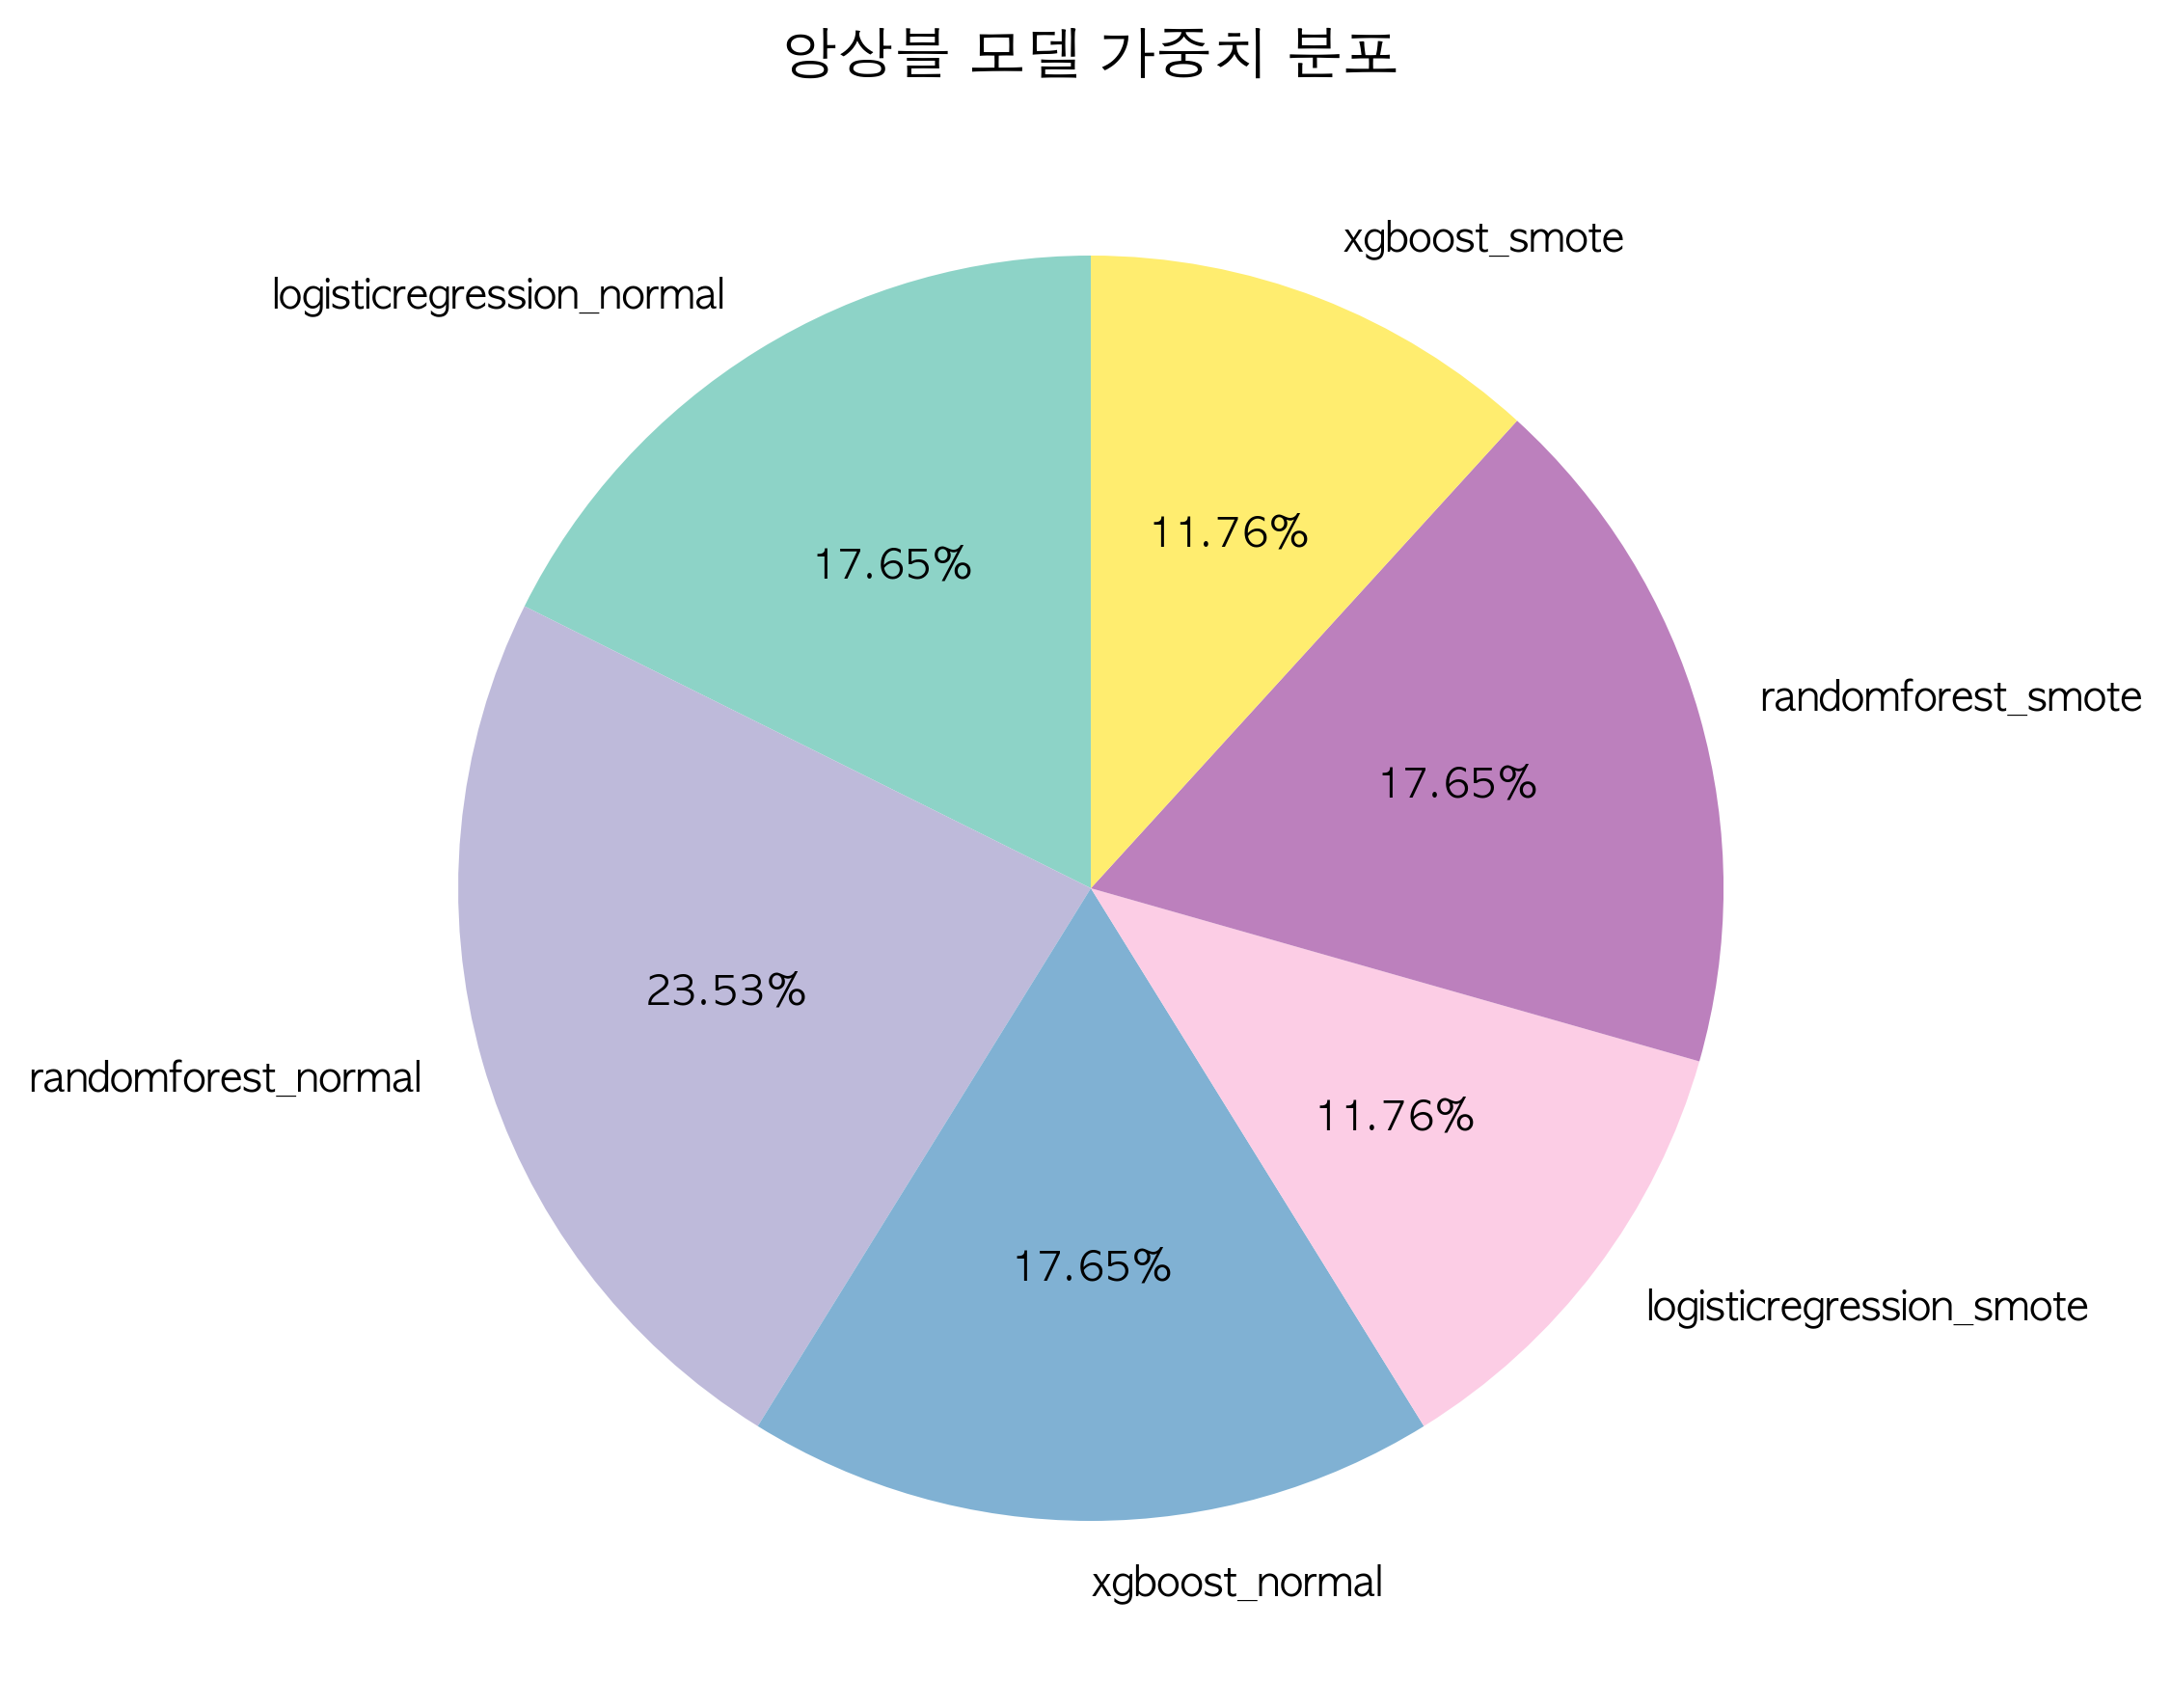 앙상블 모델 가중치 분포
xgboost_smote
logisticregression_normal
11.76%
17.65%
randomforest_smote
17.65%
23.53%
randomforest_normal
11.76%
17.65%
logisticregression_smote
xgboost_normal